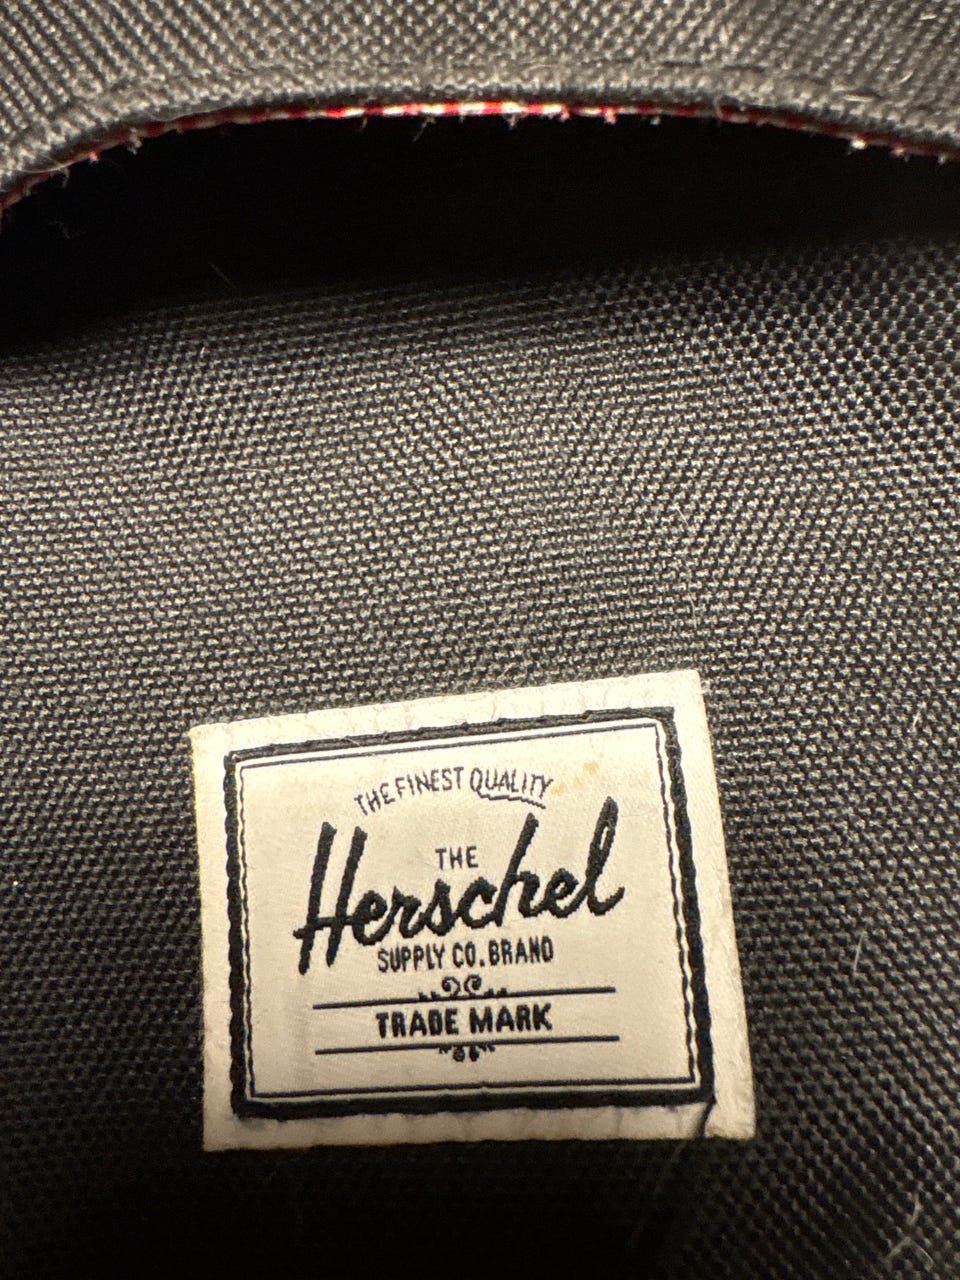 THE FINEST QUALITY
THE
Herschel
SUPPLY CO. BRAND
TRADE MARK